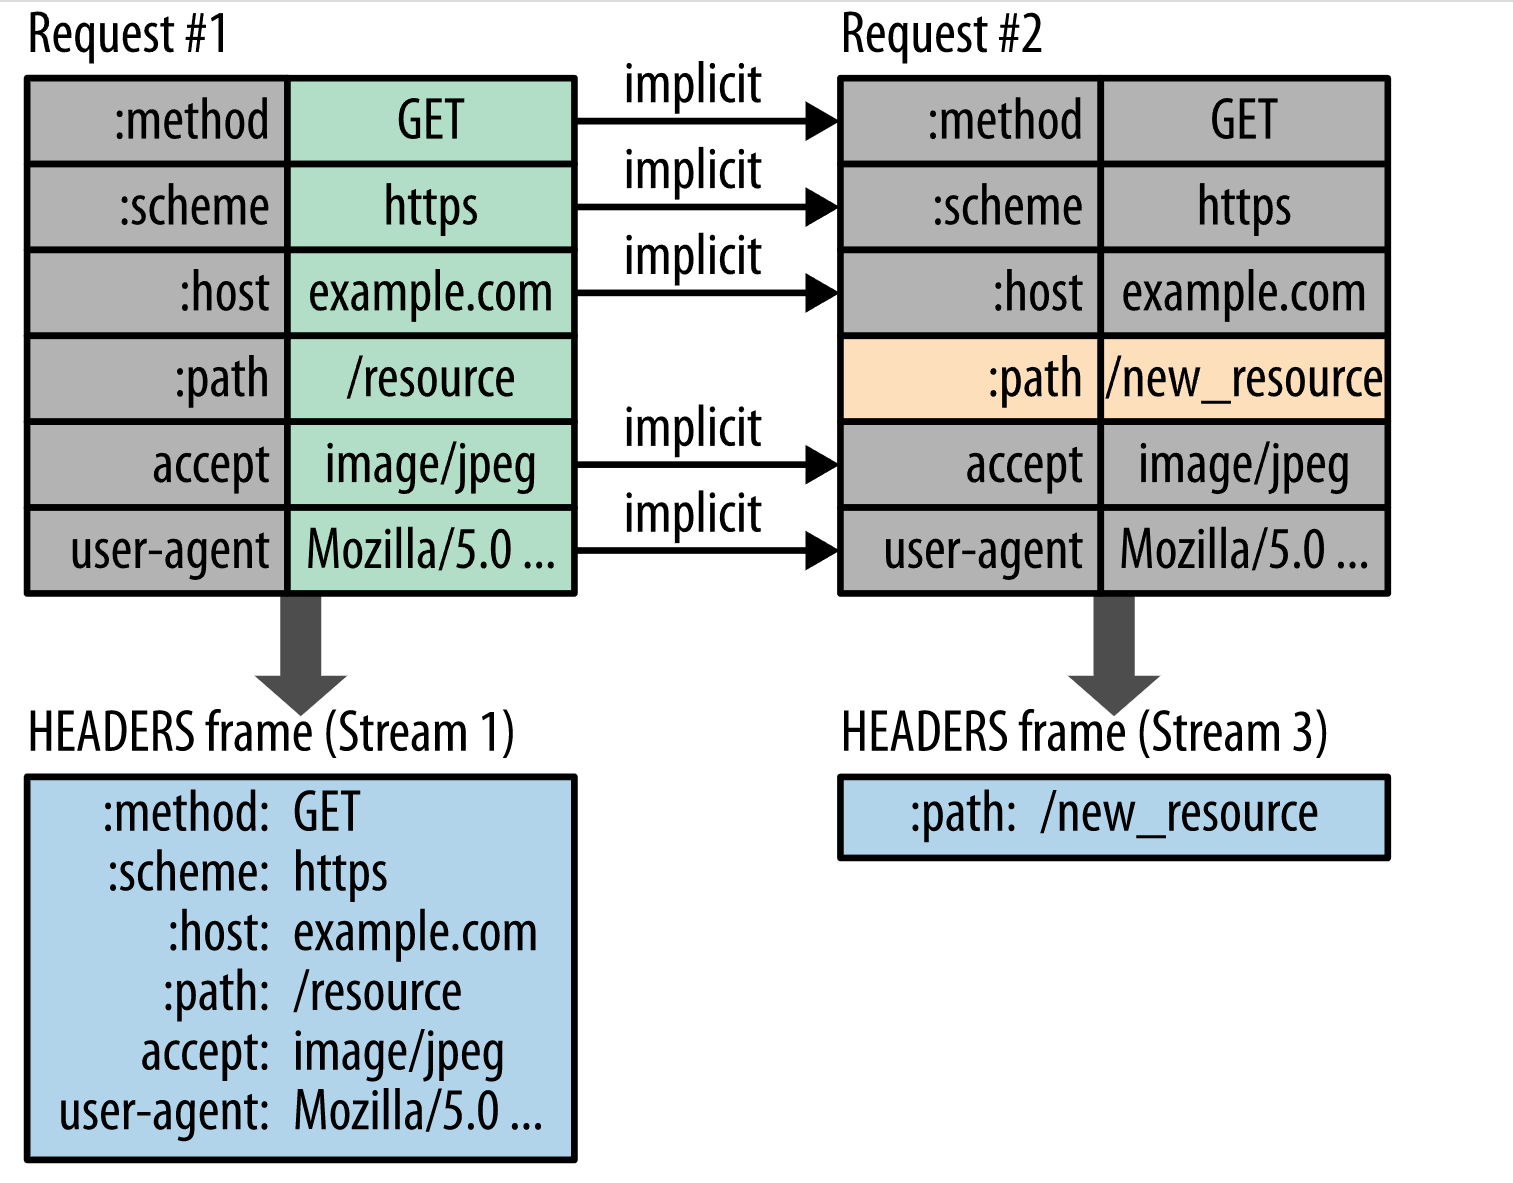 Request #1
:method GET
:scheme https
:host example.com
:path /resource
accept image/jpeg
user-agent Mozilla/5.0 ...
implicit
implicit
implicit
implicit
implicit
Request #2
:method GET
:scheme https
:host example.com
:path /new_resource
accept image/jpeg
user-agent Mozilla/5.0 ...
HEADERS frame (Stream 1)
:method: GET
:scheme: https
:host: example.com
:path: /resource
accept: image/jpeg
user-agent: Mozilla/5.0 ...
HEADERS frame (Stream 3)
:path: /new_resource